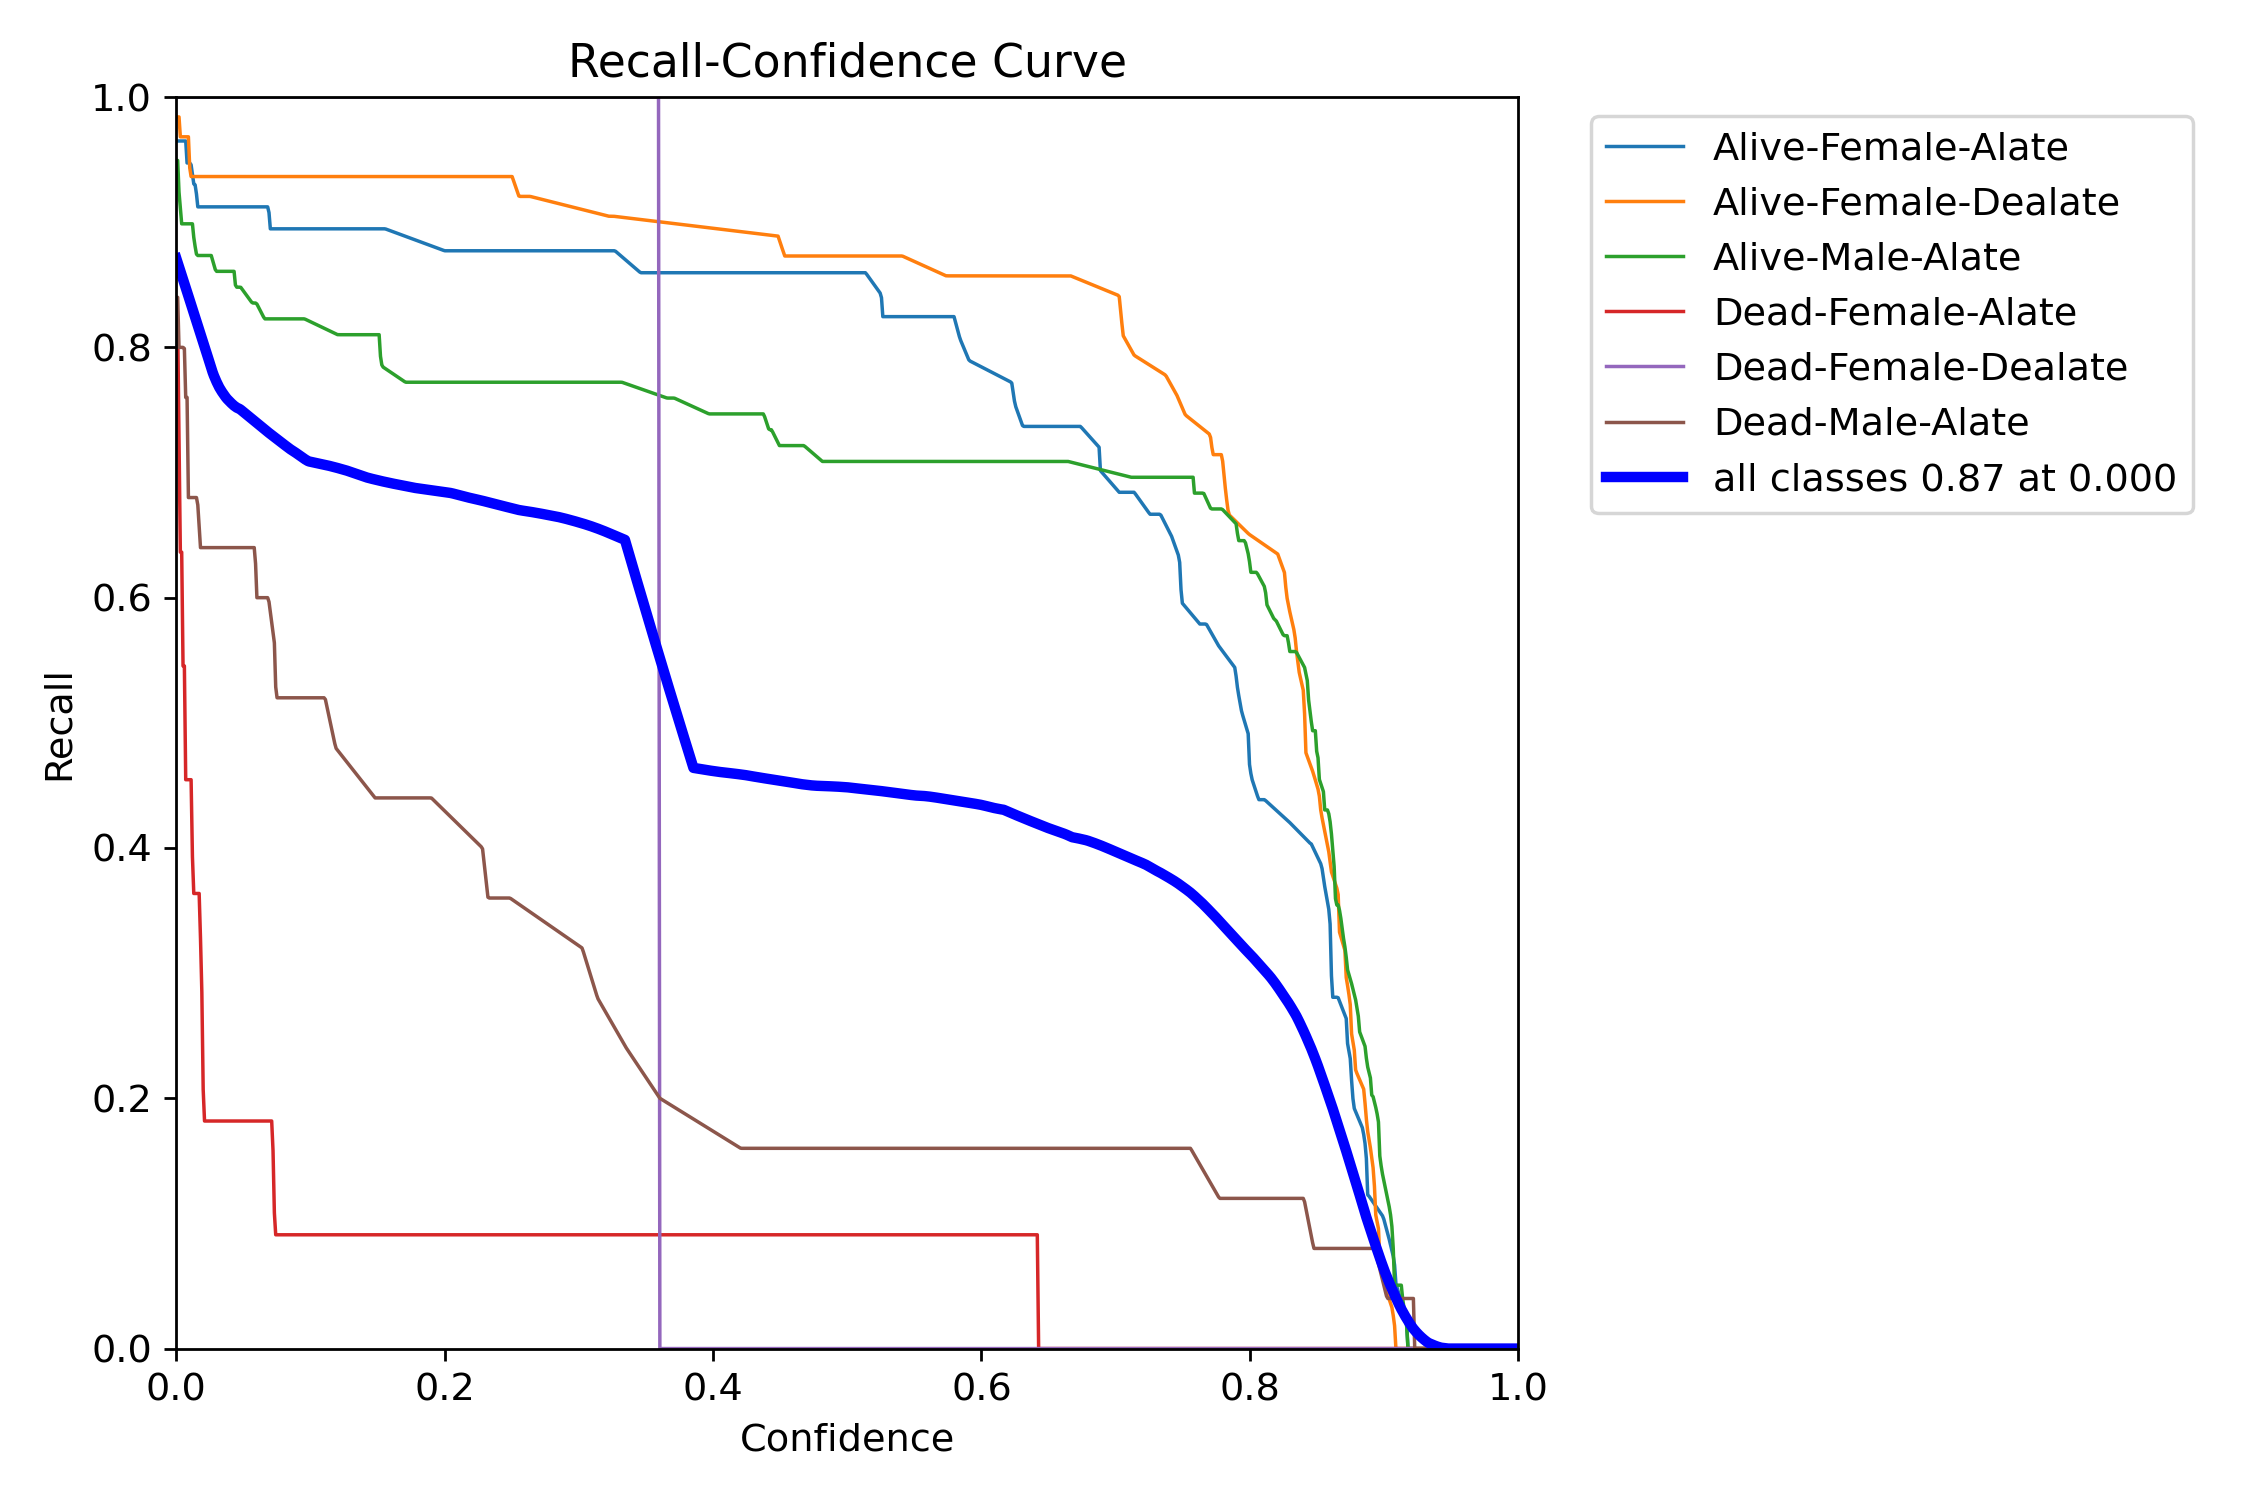 Recall-Confidence Curve
1.0
0.8
0.6
0.4
0.2
0.0
Recall
0.0 0.2 0.4 0.6 0.8 1.0
Confidence
Alive-Female-Alate
Alive-Female-Dealate
Alive-Male-Alate
Dead-Female-Alate
Dead-Female-Dealate
Dead-Male-Alate
all classes 0.87 at 0.000